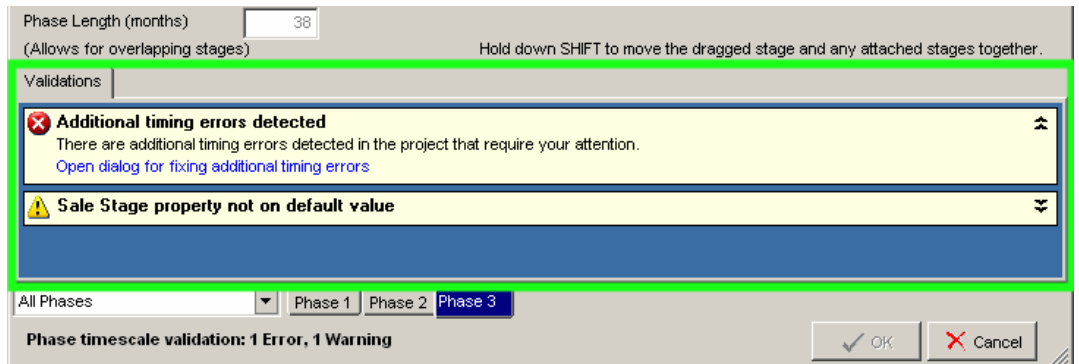 Phase Length (months) 38
(Allows for overlapping stages) Hold down SHIFT to move the dragged stage and any attached stages together.
Validations
Additional timing errors detected
There are additional timing errors detected in the project that require your attention.
Open dialog for fixing additional timing errors
Sale Stage property not on default value
All Phases Phase 1 Phase 2 Phase 3
Phase timescale validation: 1 Error, 1 Warning OK Cancel